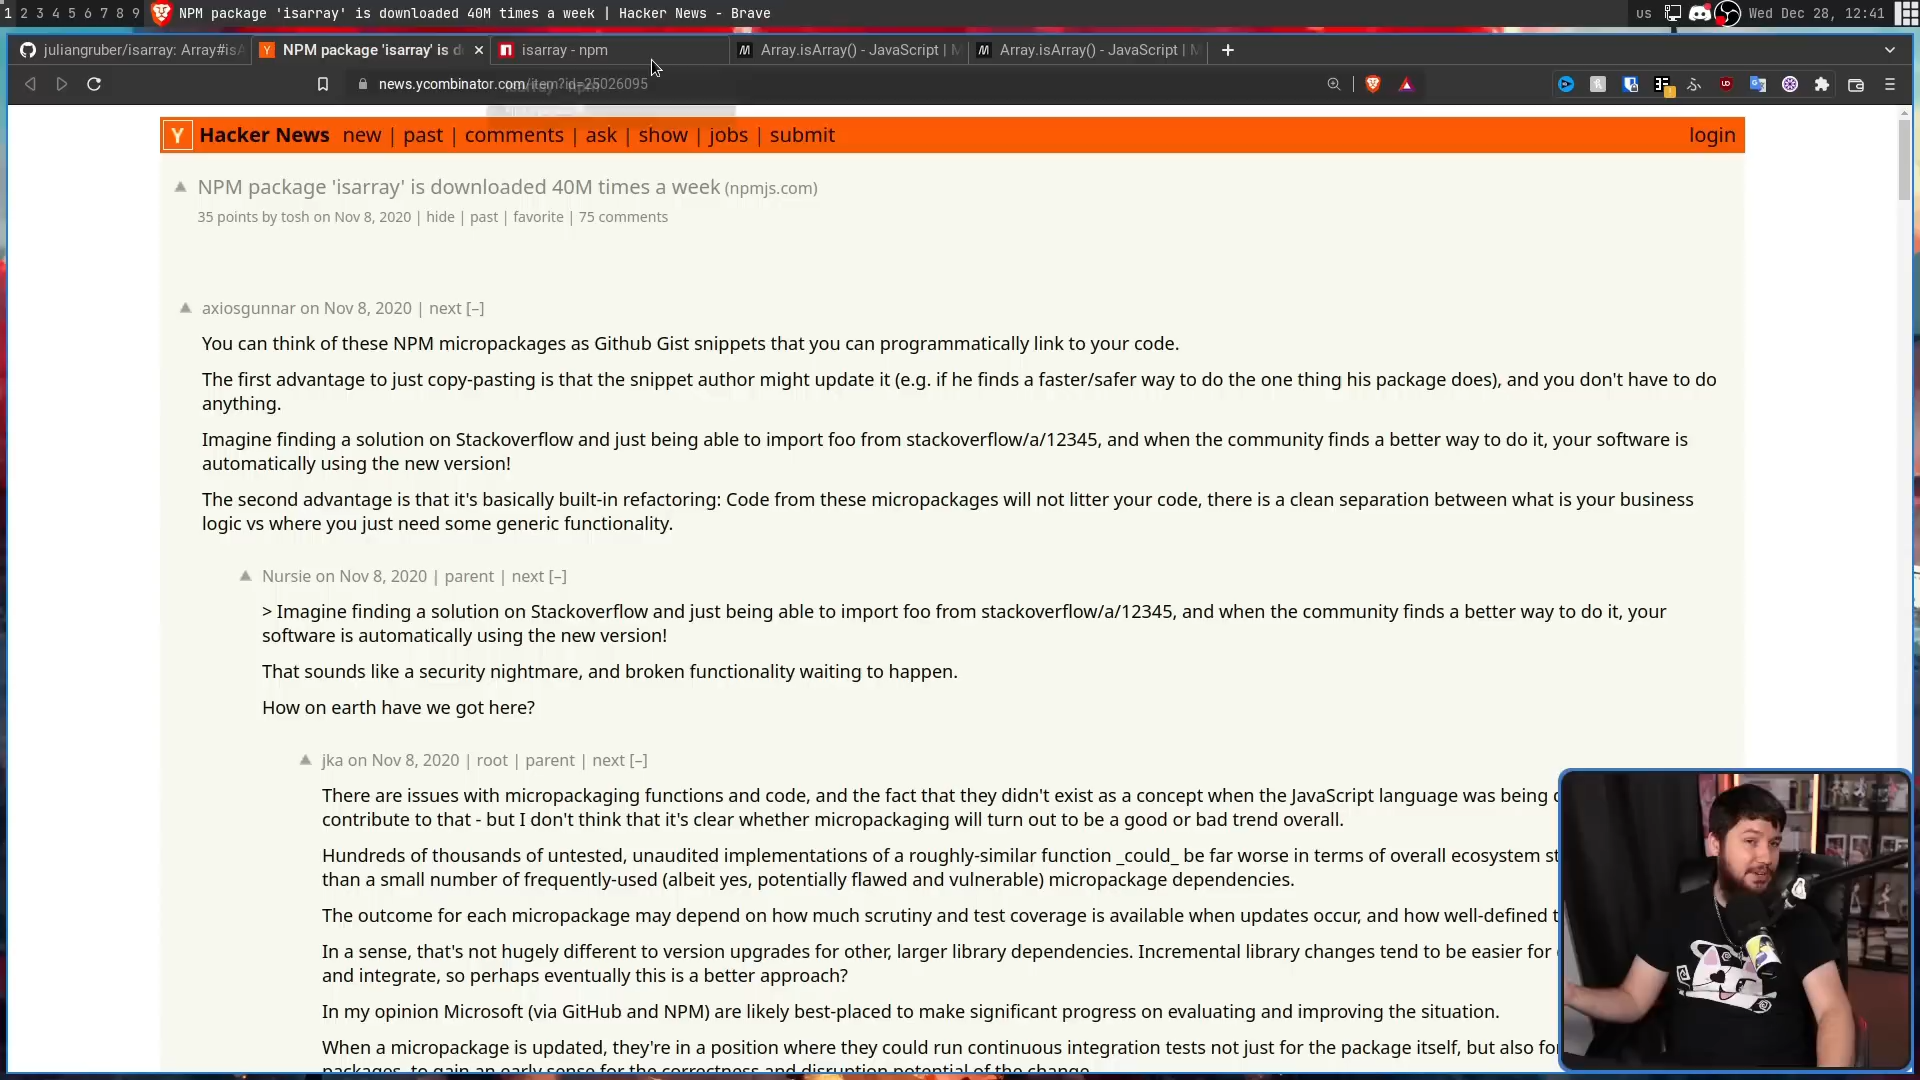 1 2 3 4 5 6 7 8 9 NPM package 'isarray' is downloaded 40M times a week | Hacker News - Brave us Wed Dec 28, 12:41
juliangruber/isarray: Array#isA NPM package 'isarray' is d isarray - npm Array.isArray() - JavaScript | M Array.isArray() - JavaScript | M
news.ycombinator.com/item?id=25026095
Y Hacker News new | past | comments | ask | show | jobs | submit login
NPM package 'isarray' is downloaded 40M times a week (npmjs.com)
35 points by tosh on Nov 8, 2020 | hide | past | favorite | 75 comments
axiosgunnar on Nov 8, 2020 | next [–]
You can think of these NPM micropackages as Github Gist snippets that you can programmatically link to your code.
The first advantage to just copy-pasting is that the snippet author might update it (e.g. if he finds a faster/safer way to do the one thing his package does), and you don't have to do
anything.
Imagine finding a solution on Stackoverflow and just being able to import foo from stackoverflow/a/12345, and when the community finds a better way to do it, your software is
automatically using the new version!
The second advantage is that it's basically built-in refactoring: Code from these micropackages will not litter your code, there is a clean separation between what is your business
logic vs where you just need some generic functionality.
Nursie on Nov 8, 2020 | parent | next [–]
> Imagine finding a solution on Stackoverflow and just being able to import foo from stackoverflow/a/12345, and when the community finds a better way to do it, your
software is automatically using the new version!
That sounds like a security nightmare, and broken functionality waiting to happen.
How on earth have we got here?
jka on Nov 8, 2020 | root | parent | next [–]
There are issues with micropackaging functions and code, and the fact that they didn't exist as a concept when the JavaScript language was being
contribute to that - but I don't think that it's clear whether micropackaging will turn out to be a good or bad trend overall.
Hundreds of thousands of untested, unaudited implementations of a roughly-similar function _could_ be far worse in terms of overall ecosystem st
than a small number of frequently-used (albeit yes, potentially flawed and vulnerable) micropackage dependencies.
The outcome for each micropackage may depend on how much scrutiny and test coverage is available when updates occur, and how well-defined t
In a sense, that's not hugely different to version upgrades for other, larger library dependencies. Incremental library changes tend to be easier for
and integrate, so perhaps eventually this is a better approach?
In my opinion Microsoft (via GitHub and NPM) are likely best-placed to make significant progress on evaluating and improving the situation.
When a micropackage is updated, they're in a position where they could run continuous integration tests not just for the package itself, but also fo
packages, to gain an early sense for the correctness and disruption potential of the change.